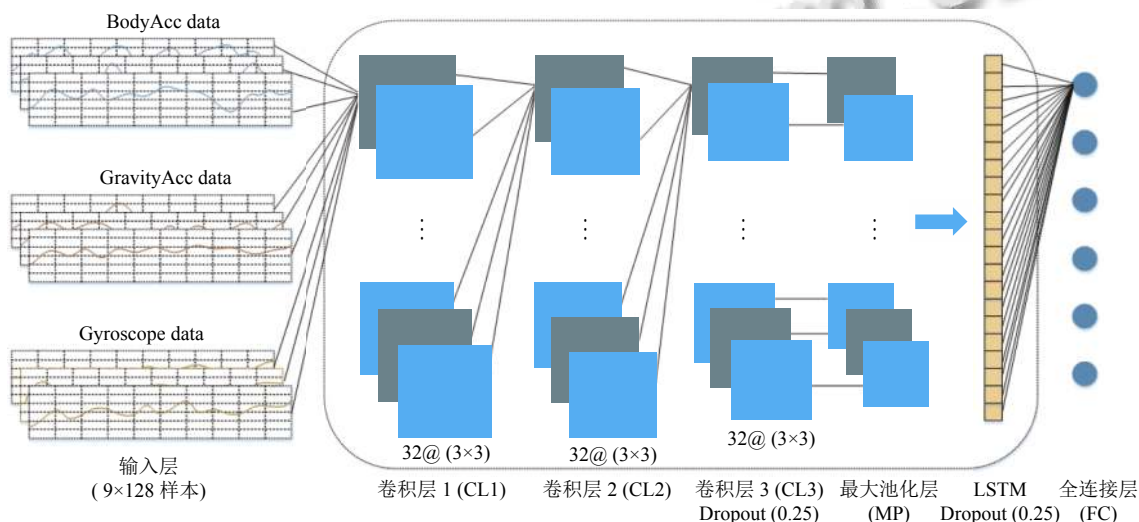 BodyAcc data
GravityAcc data
Gyroscope data
32@ (3×3)
32@ (3×3)
32@ (3×3)
输入层
( 9×128 样本)
卷积层 1 (CL1)
卷积层 2 (CL2)
卷积层 3 (CL3)
Dropout (0.25)
最大池化层
(MP)
LSTM
Dropout (0.25)
全连接层
(FC)